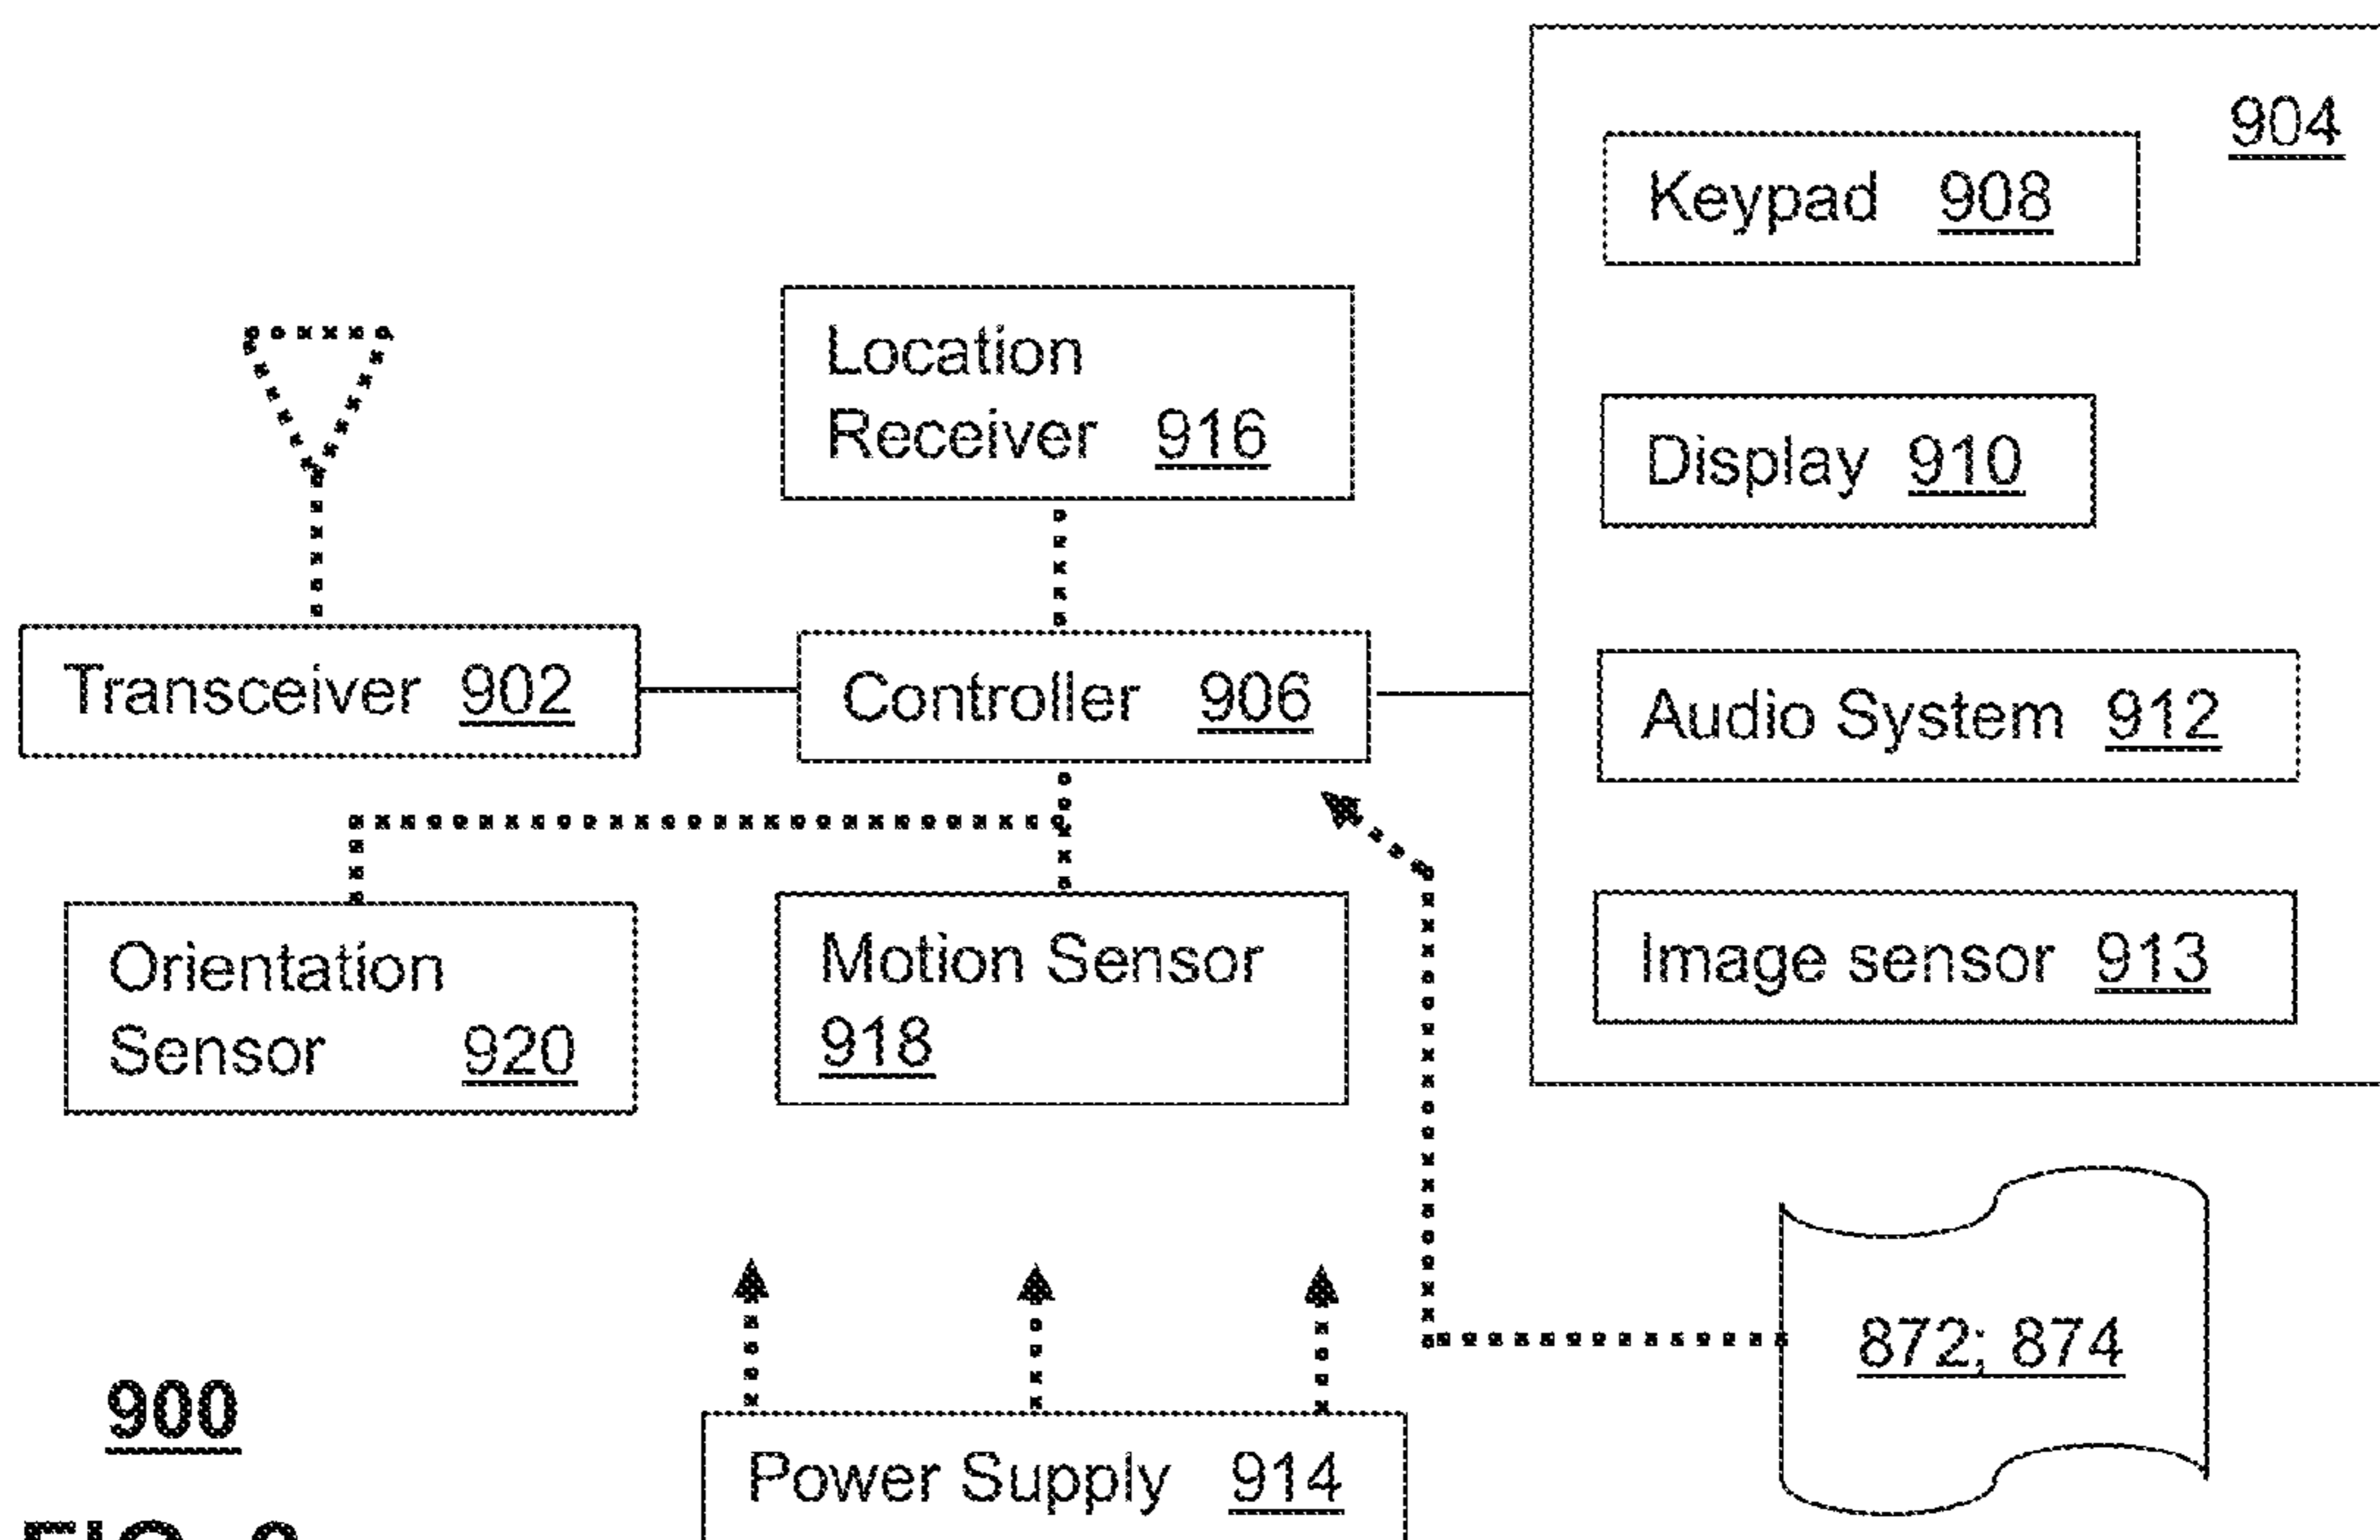 904
Keypad 908
Location
Receiver 916
Display 910
Transceiver 902
Controller 906
Audio System 912
Orientation
Sensor 920
Motion Sensor
918
Image sensor 913
872; 874
900
Power Supply 914